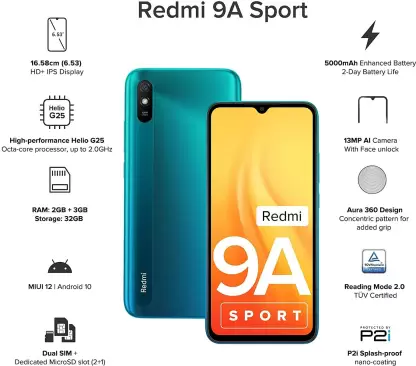 Redmi 9A Sport
6.53"
16.58cm (6.53)
HD+ IPS Display
Helio
G25
High-performance Helio G25
Octa-core processor, up to 2.0GHz
RAM: 2GB + 3GB
Storage: 32GB
MIUI 12 | Android 10
Dual SIM +
Dedicated MicroSD slot (2+1)
Redmi
Redmi
9A
SPORT
5000mAh Enhanced Battery
2-Day Battery Life
13MP AI Camera
With Face unlock
Aura 360 Design
Concentric pattern for
added grip
Reading Mode 2.0
TÜV Certified
PROTECTED BY
P2i
P2i Splash-proof
nano-coating